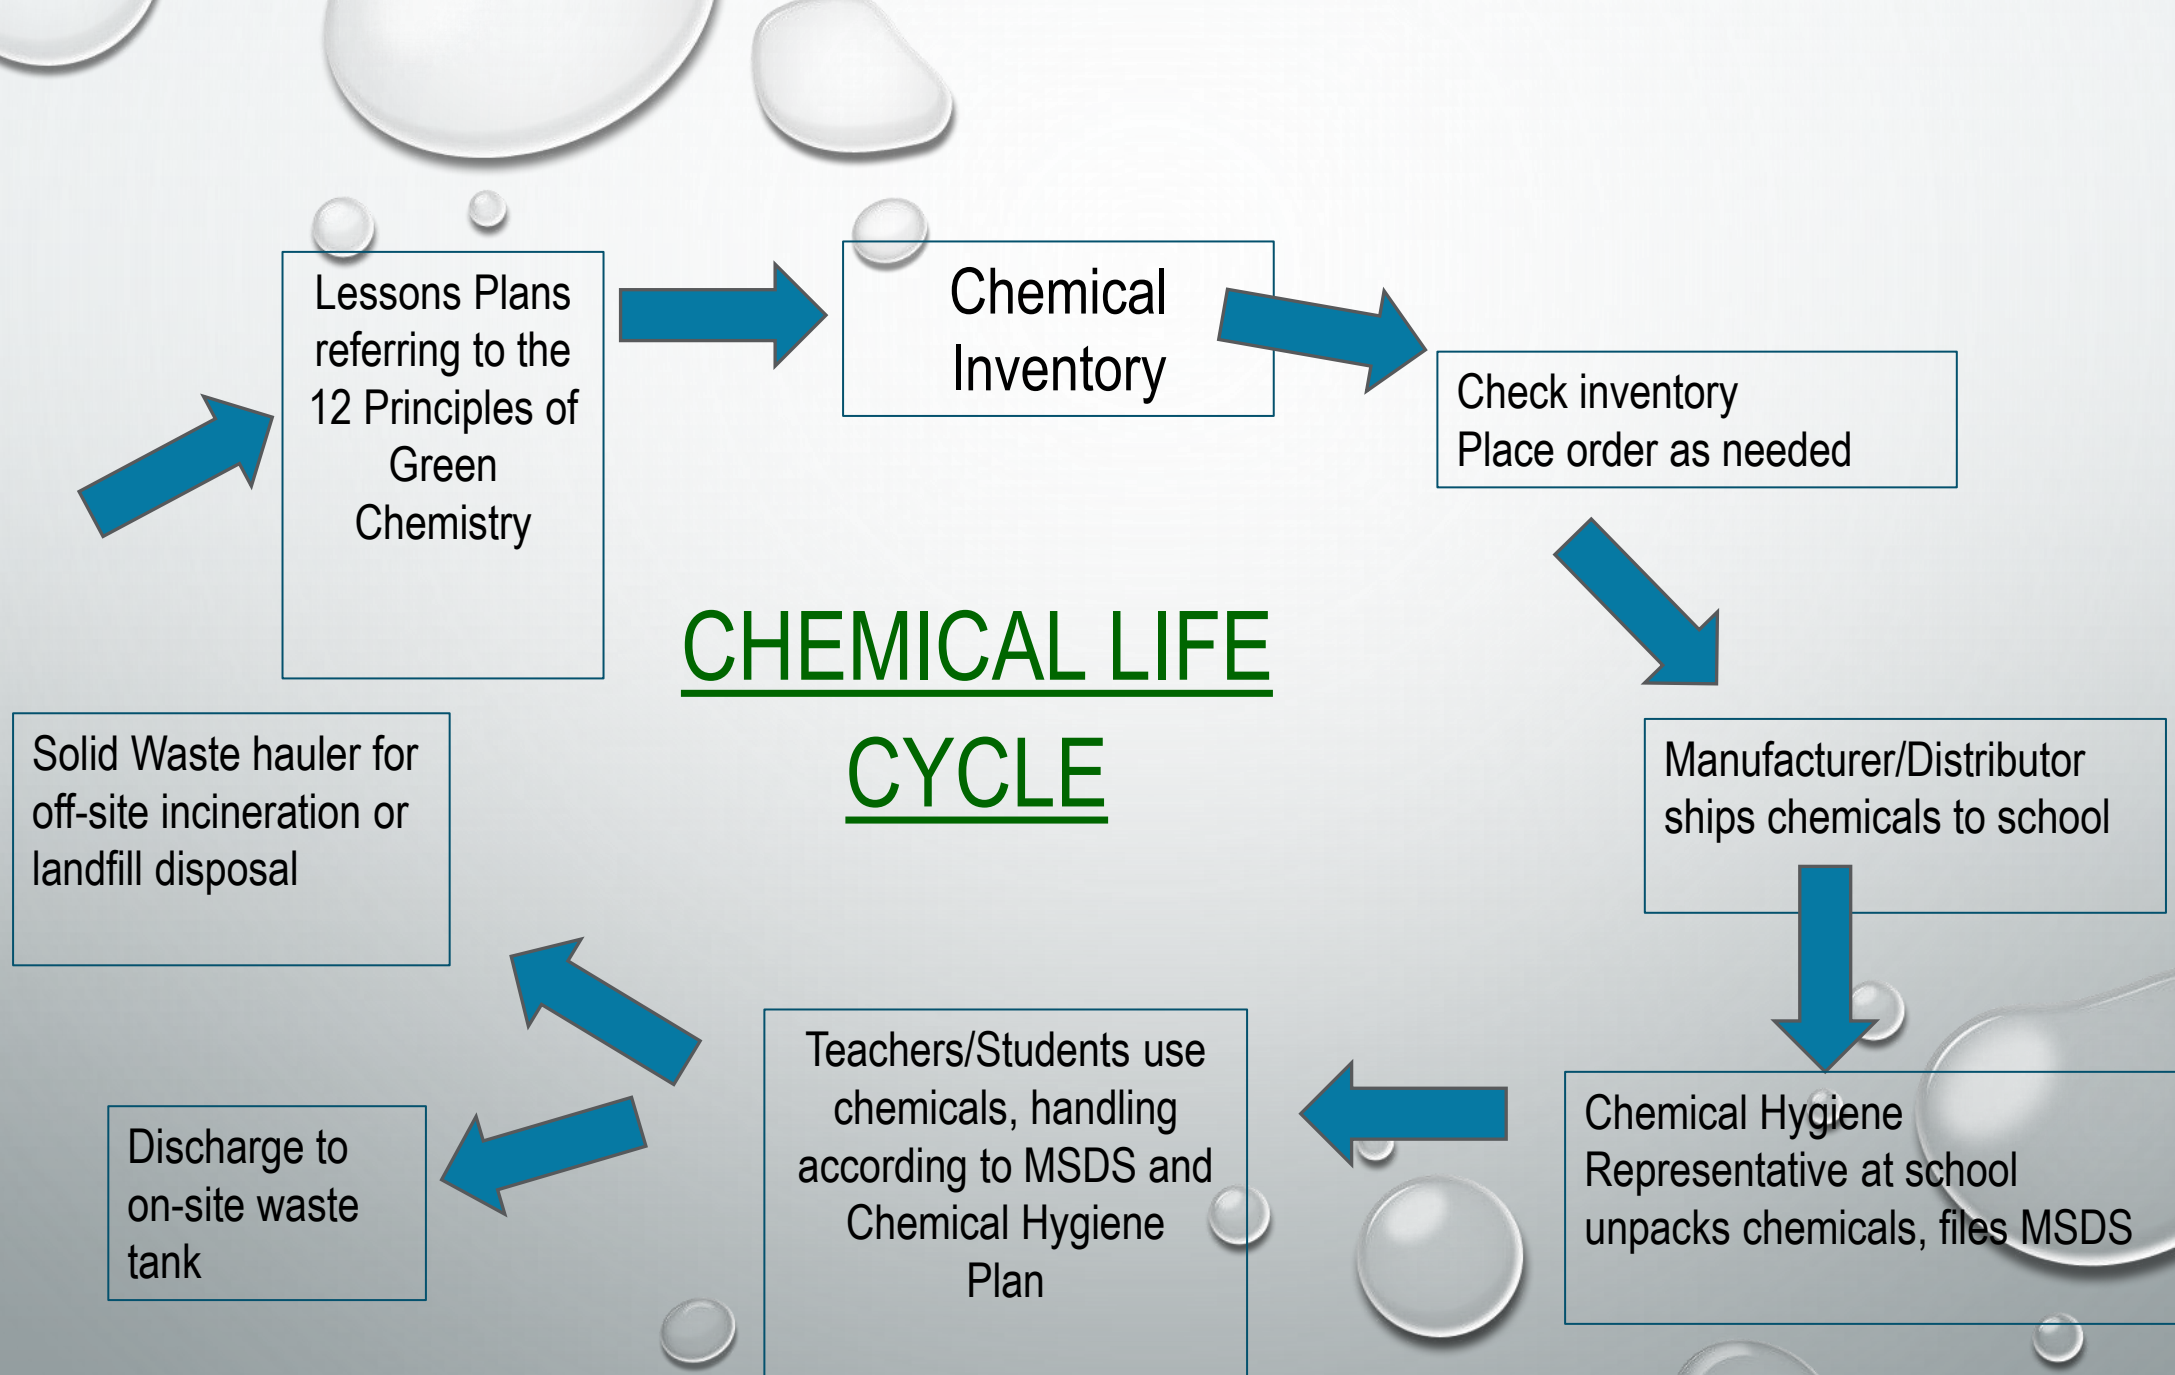 Lessons Plans
referring to the
12 Principles of
Green
Chemistry
Chemical
Inventory
Check inventory
Place order as needed
CHEMICAL LIFE
CYCLE
Manufacturer/Distributor
ships chemicals to school
Chemical Hygiene
Representative at school
unpacks chemicals, files MSDS
Teachers/Students use
chemicals, handling
according to MSDS and
Chemical Hygiene
Plan
Solid Waste hauler for
off-site incineration or
landfill disposal
Discharge to
on-site waste
tank